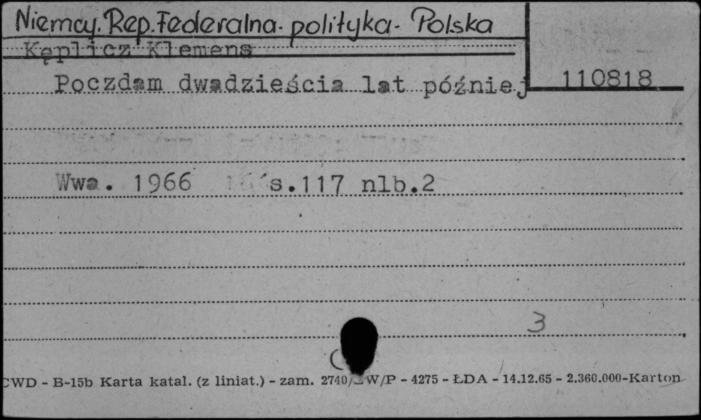 Niemcy. Rep. Federalna - polityka - Polska
Kęplicz Klemens
Poczdam dwadzieścia lat później
110818
Wwa. 1966 s.117 nlb.2
3
CWD - B-15b Karta katal. (z liniat.) - zam. 2740/ W/P - 4275 - ŁDA - 14.12.65 - 2.360.000-Karton